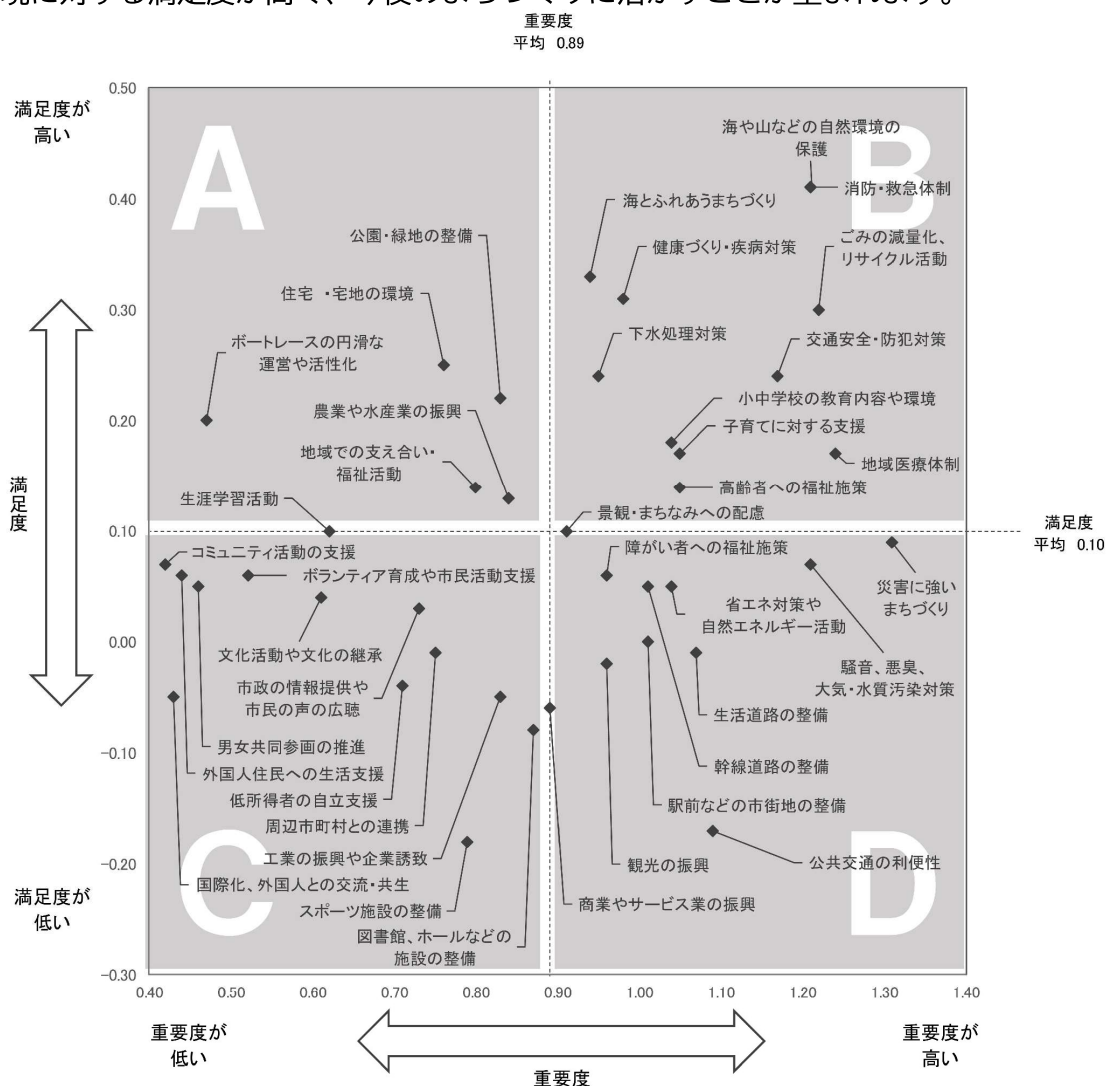 重要度
平均 0.89
0.50
満足度が
高い
海や山などの自然環境の
保護
A
B
消防・救急体制
0.40
海とふれあうまちづくり
公園・緑地の整備
健康づくり・疾病対策
ごみの減量化、
リサイクル活動
住宅 ・宅地の環境
0.30
下水処理対策
交通安全・防犯対策
ボートレースの円滑な
運営や活性化
小中学校の教育内容や環境
農業や水産業の振興
0.20
子育てに対する支援
地域での支え合い・
福祉活動
地域医療体制
高齢者への福祉施策
生涯学習活動
景観・まちなみへの配慮
満足度
0.10
満足度
平均 0.10
コミュニティ活動の支援
障がい者への福祉施策
ボランティア育成や市民活動支援
災害に強い
まちづくり
省エネ対策や
自然エネルギー活動
0.00
文化活動や文化の継承
騒音、悪臭、
大気・水質汚染対策
市政の情報提供や
市民の声の広聴
生活道路の整備
男女共同参画の推進
-0.10
外国人住民への生活支援
幹線道路の整備
低所得者の自立支援
駅前などの市街地の整備
周辺市町村との連携
C
D
工業の振興や企業誘致
-0.20
観光の振興
公共交通の利便性
国際化、外国人との交流・共生
満足度が
低い
スポーツ施設の整備
商業やサービス業の振興
図書館、ホールなどの
施設の整備
-0.30
0.40
0.50
0.60
0.70
0.80
0.90
1.00
1.10
1.20
1.30
1.40
重要度が
低い
重要度が
高い
重要度